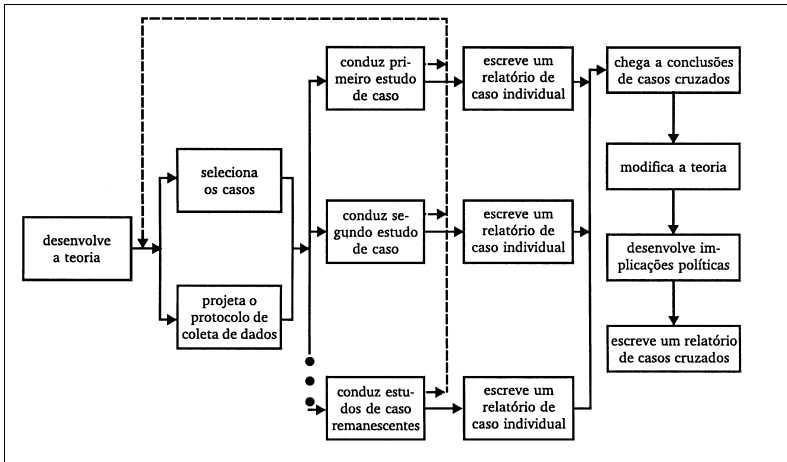 desenvolve
a teoria
seleciona
os casos
projeta o
protocolo de
coleta de dados
conduz pri-
meiro estudo
de caso
escreve um
relatório de
caso individual
conduz se-
gundo estudo
de caso
escreve um
relatório de
caso individual
conduz estu-
dos de caso
remanescentes
escreve um
relatório de
caso individual
chega a conclusões
de casos cruzados
modifica a teoria
desenvolve im-
plicações políticas
escreve um relatório
de casos cruzados